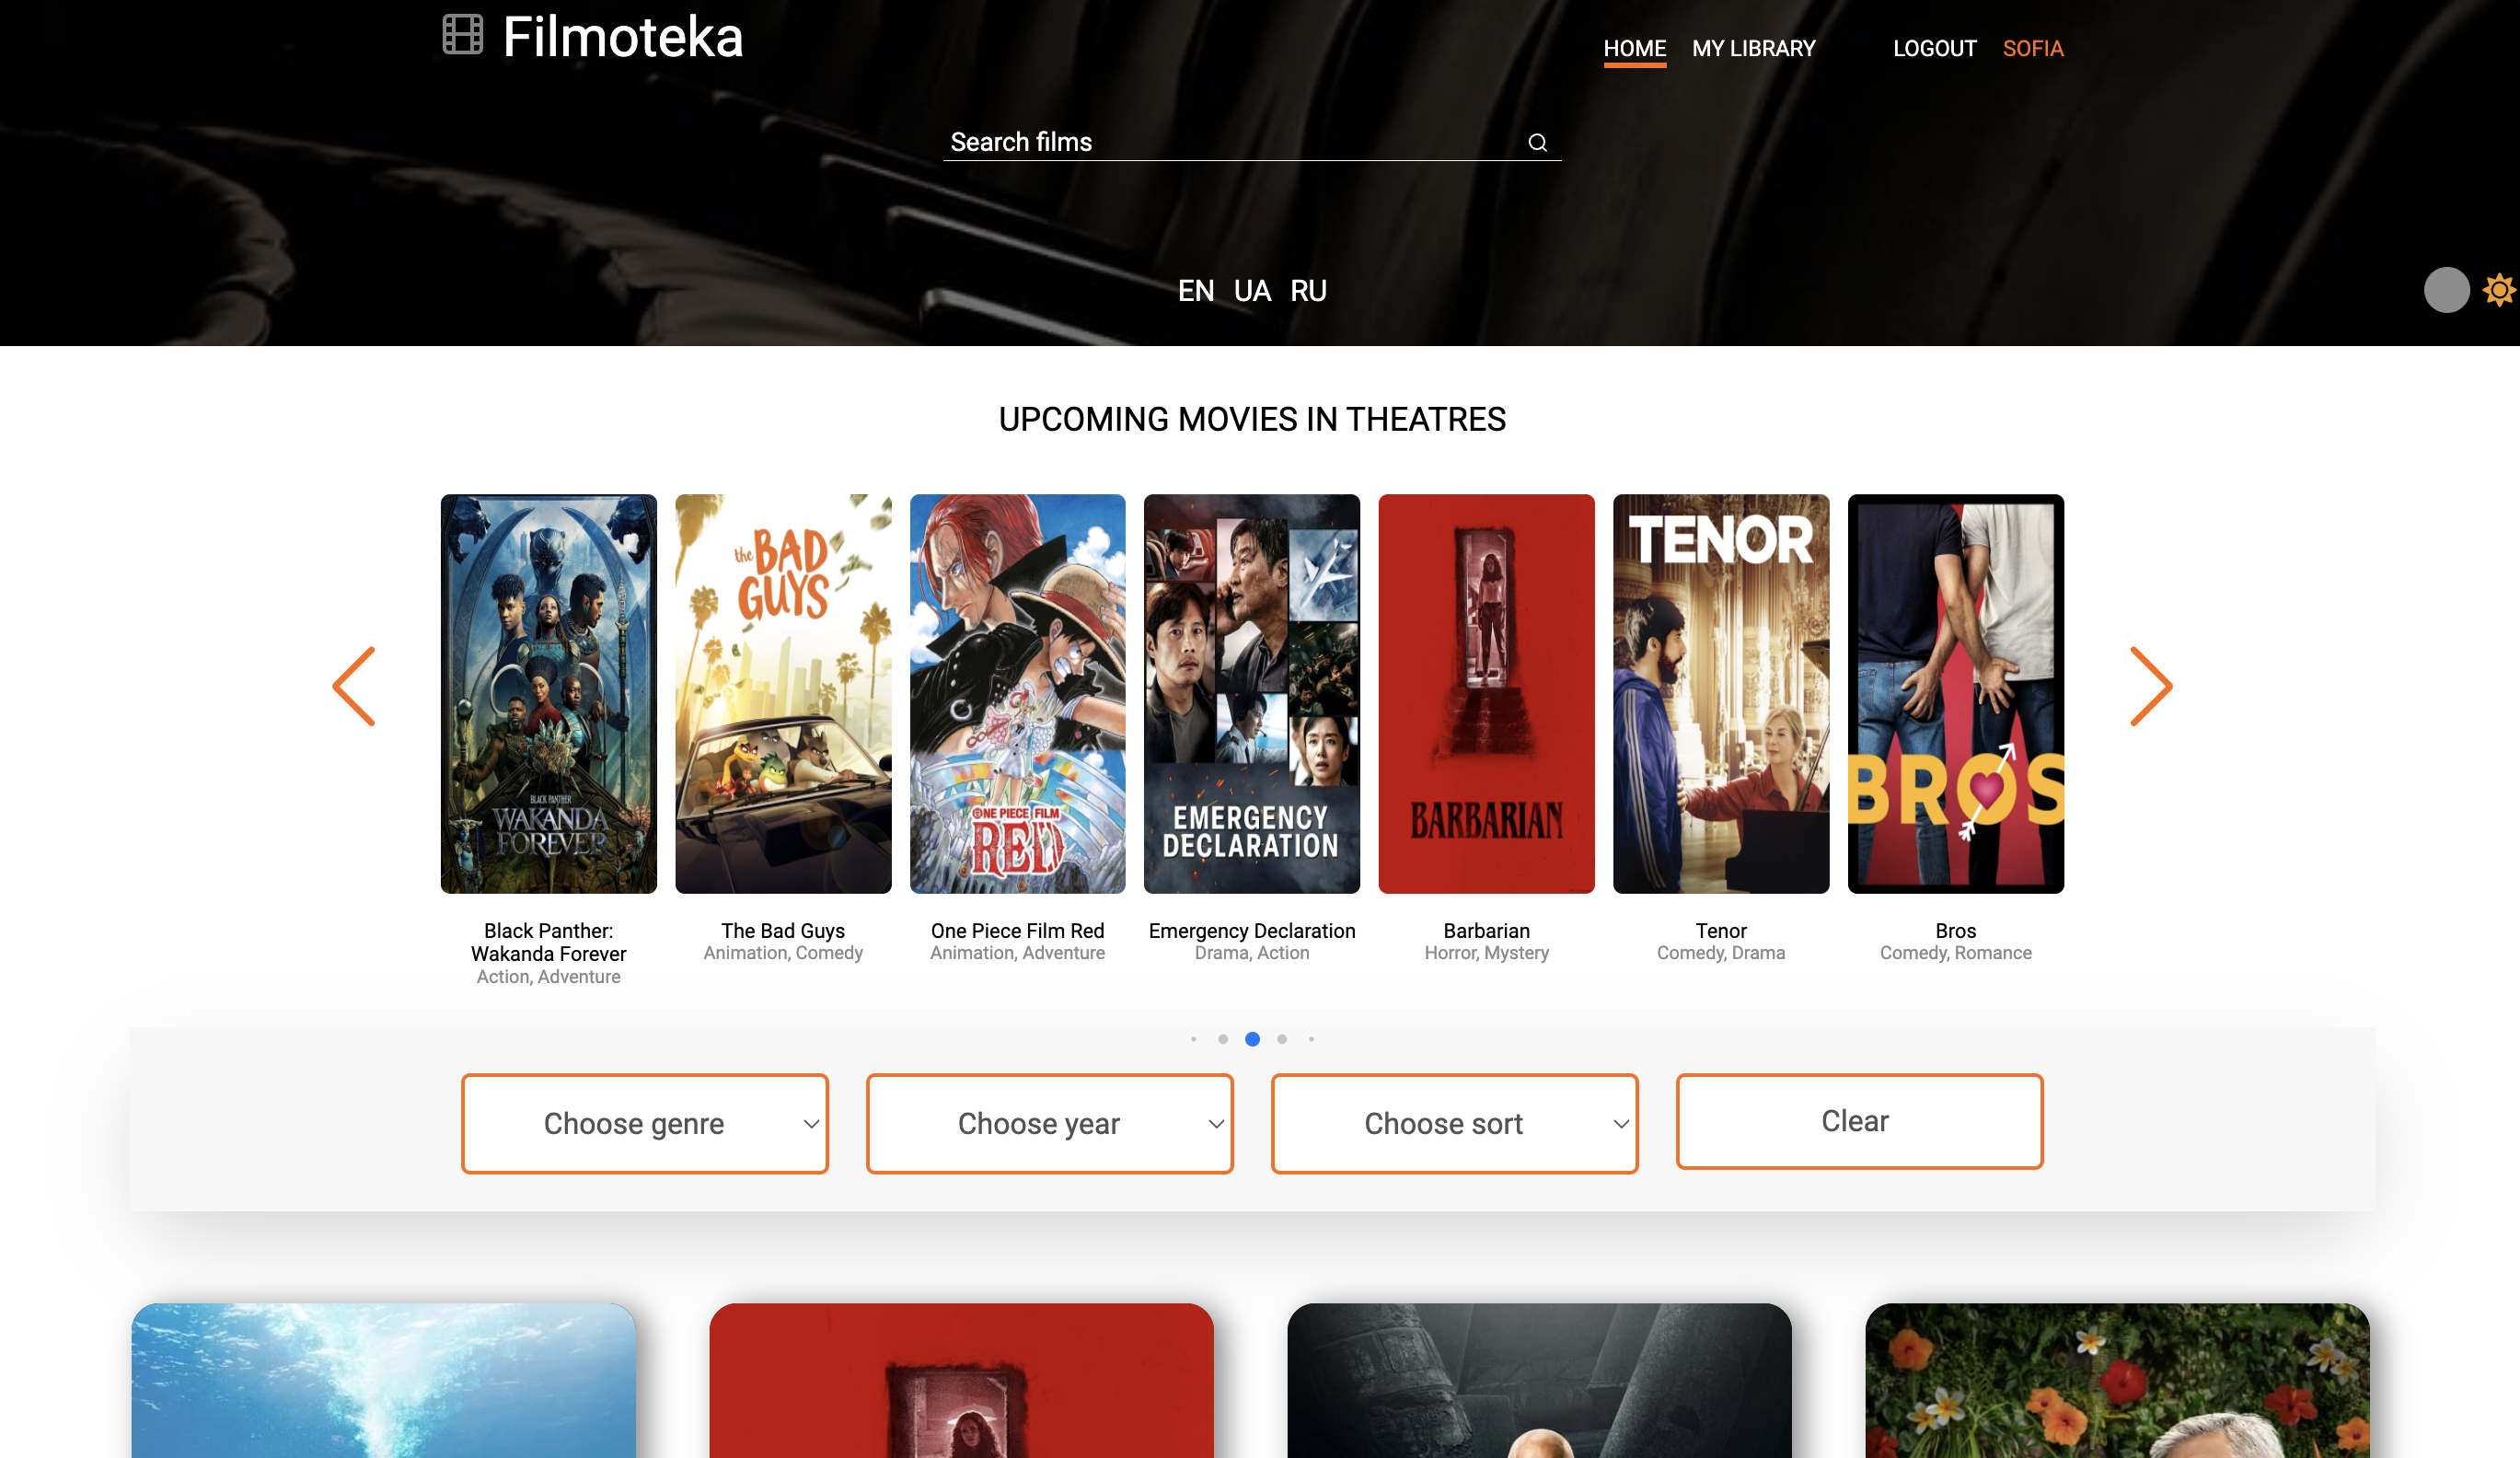 Filmoteka
HOME MY LIBRARY LOGOUT SOFIA
Search films
EN UA RU
UPCOMING MOVIES IN THEATRES
BLACK PANTHER
WAKANDA
FOREVER
the BAD
GUYS
ONE PIECE FILM
RED
EMERGENCY
DECLARATION
BARBARIAN
TENOR
BROS
Black Panther:
Wakanda Forever
Action, Adventure
The Bad Guys
Animation, Comedy
One Piece Film Red
Animation, Adventure
Emergency Declaration
Drama, Action
Barbarian
Horror, Mystery
Tenor
Comedy, Drama
Bros
Comedy, Romance
Choose genre
Choose year
Choose sort
Clear